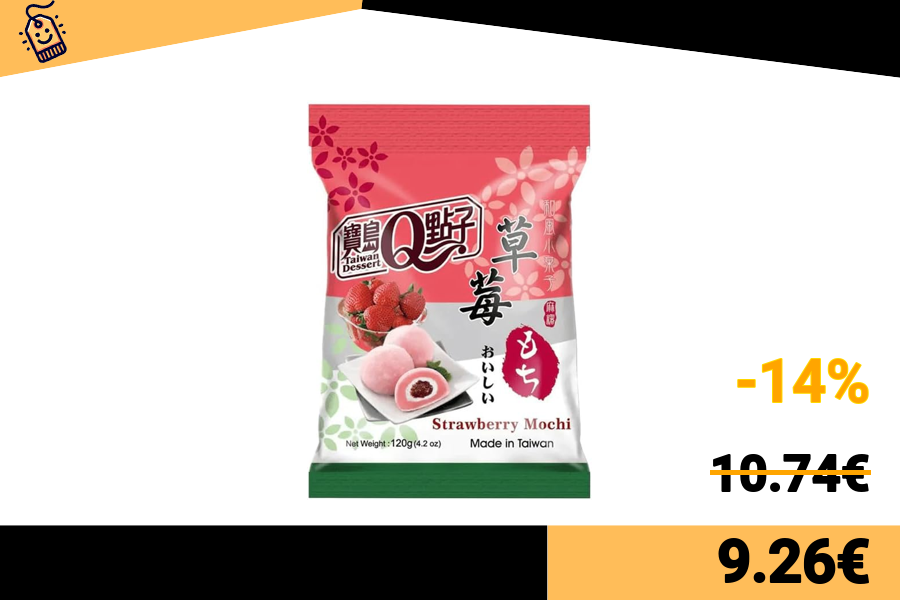 寶島
Taiwan
Dessert
Q點子
草莓
和風小菓子
麻糬
もち
おいしい
Strawberry Mochi
Net Weight : 120g (4.2 oz)
Made in Taiwan
-14%
10.74€
9.26€